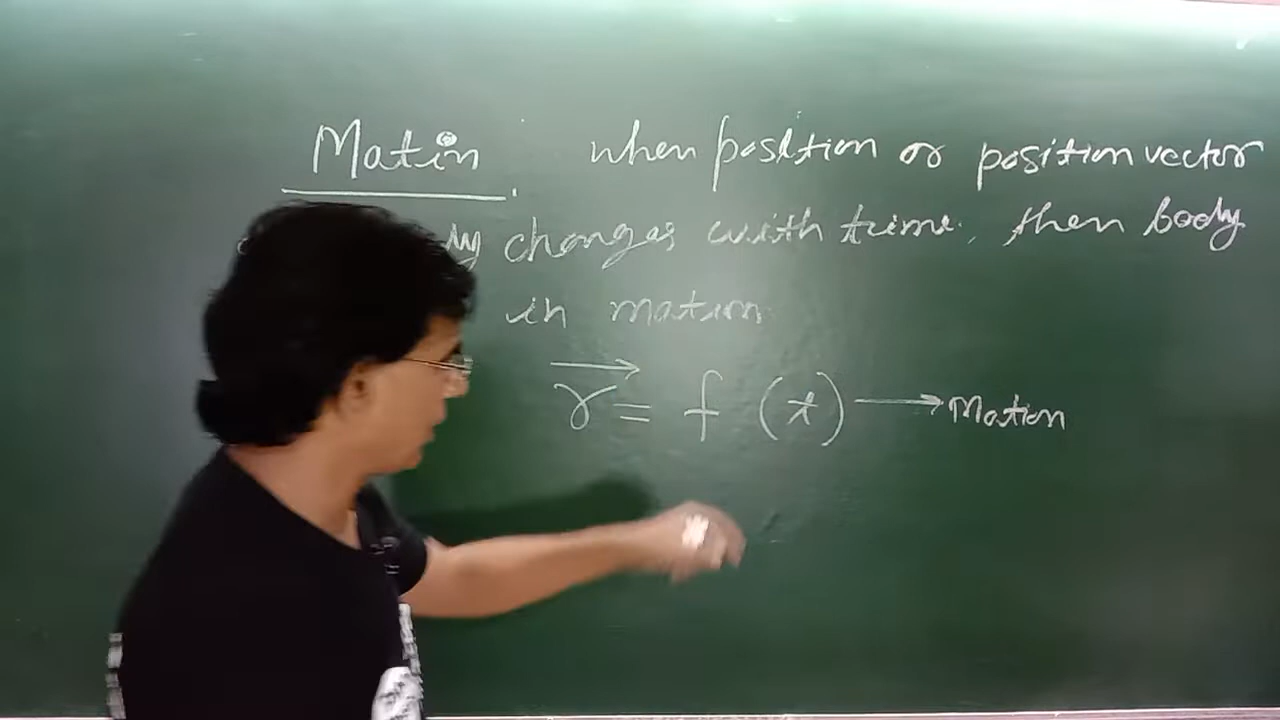 Motion when position or position vector
changes with time, then body
in motion
r⃗ = f (t) ⟶ Motion